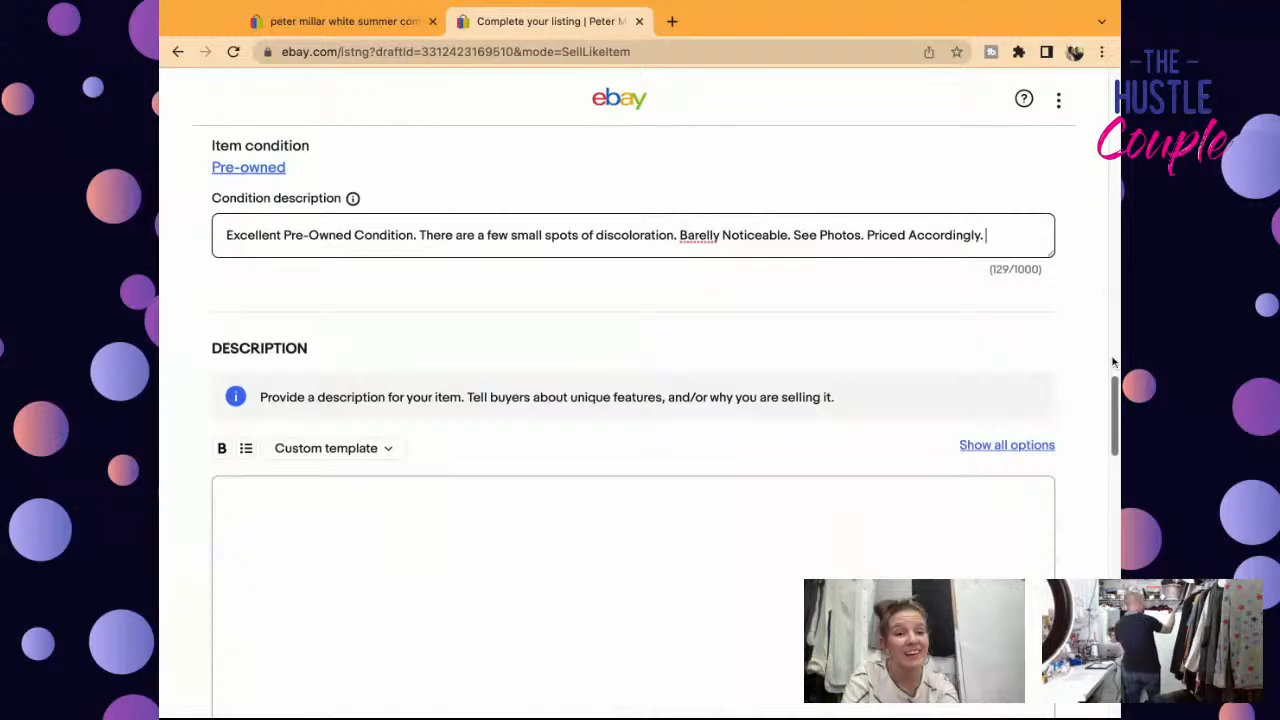 peter millar white summer com
Complete your listing | Peter M
ebay.com/lstng?draftId=3312423169510&mode=SellLikeItem
-THE-
HUSTLE
Couple
ebay
Item condition
Pre-owned
Condition description
Excellent Pre-Owned Condition. There are a few small spots of discoloration. Barelly Noticeable. See Photos. Priced Accordingly.
(129/1000)
DESCRIPTION
Provide a description for your item. Tell buyers about unique features, and/or why you are selling it.
B
Custom template
Show all options